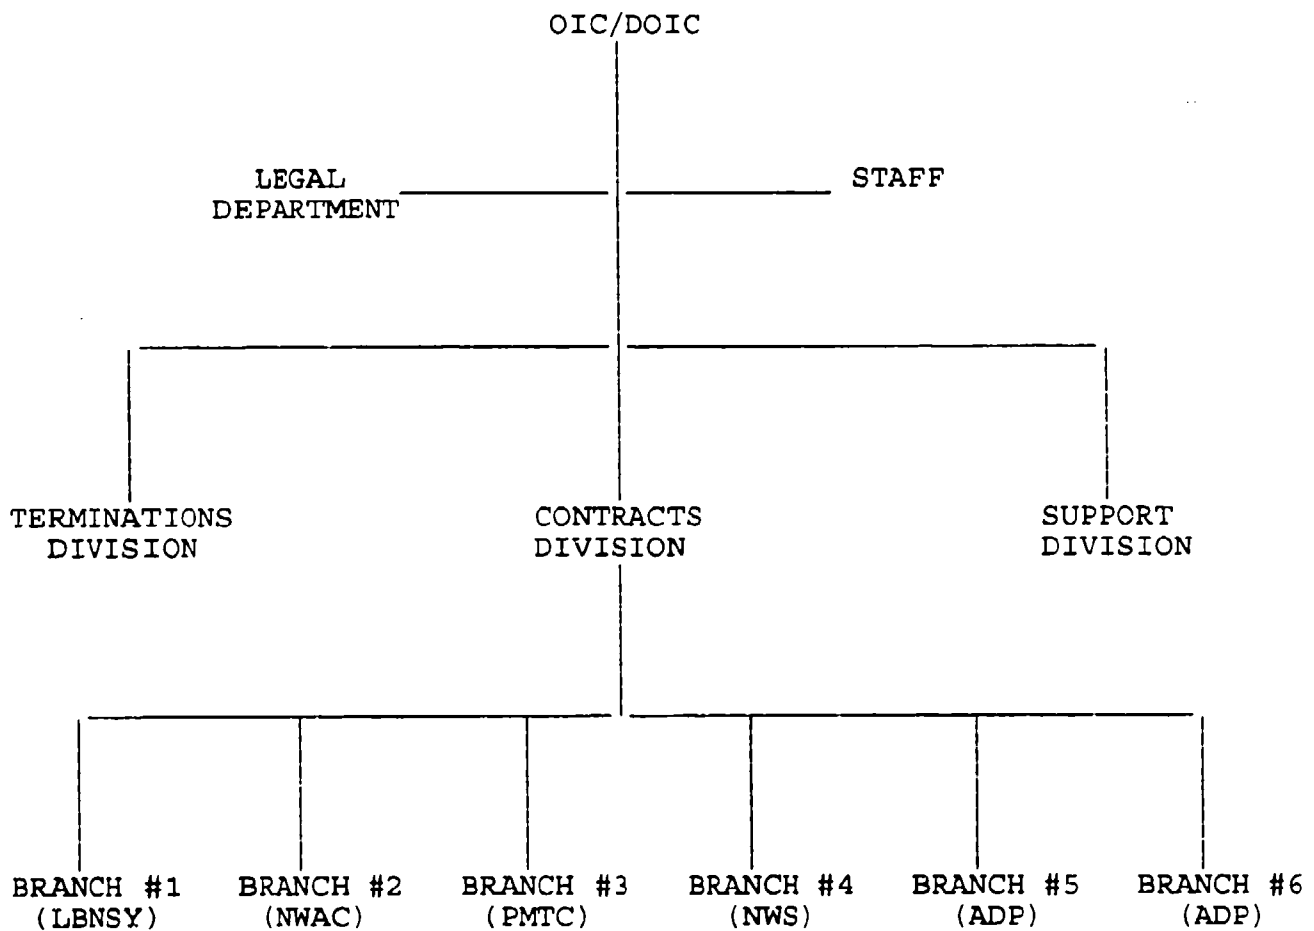 OIC/DOIC
LEGAL
DEPARTMENT
STAFF
TERMINATIONS
DIVISION
CONTRACTS
DIVISION
SUPPORT
DIVISION
BRANCH #1
(LBNSY)
BRANCH #2
(NWAC)
BRANCH #3
(PMTC)
BRANCH #4
(NWS)
BRANCH #5
(ADP)
BRANCH #6
(ADP)